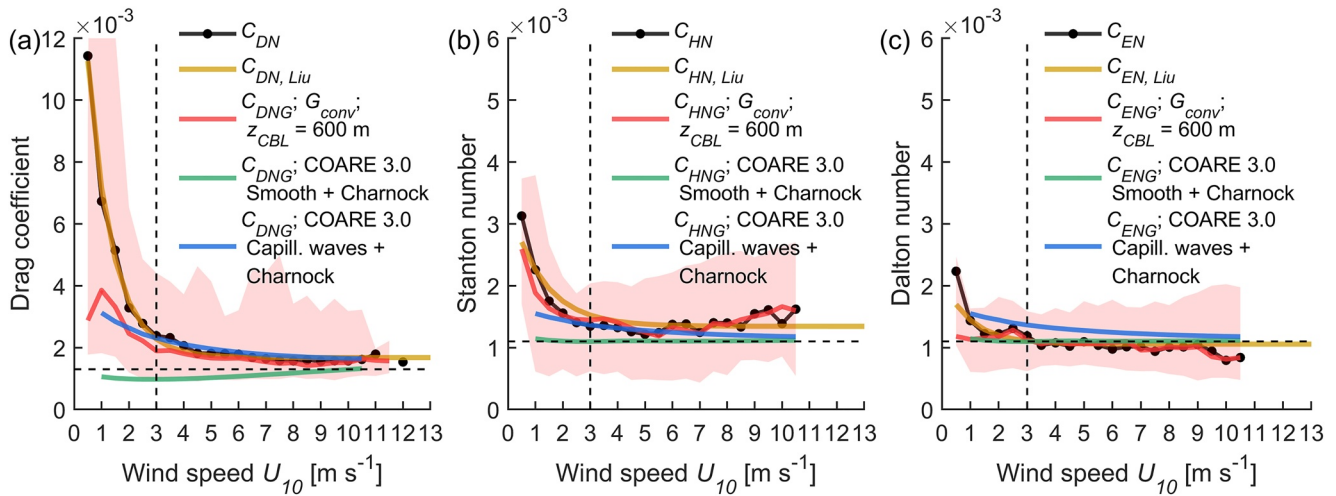 (a)
×10⁻³
12
10
8
6
4
2
0
Drag coefficient
C_DN
C_DN, Liu
C_DNG; G_conv;
z_CBL = 600 m
C_DNG; COARE 3.0
Smooth + Charnock
C_DNG; COARE 3.0
Capill. waves +
Charnock
0 1 2 3 4 5 6 7 8 9 10 11 12 13
Wind speed U_10 [m s⁻¹]
(b)
×10⁻³
6
5
4
3
2
1
0
Stanton number
C_HN
C_HN, Liu
C_HNG; G_conv;
z_CBL = 600 m
C_HNG; COARE 3.0
Smooth + Charnock
C_HNG; COARE 3.0
Capill. waves +
Charnock
0 1 2 3 4 5 6 7 8 9 10 11 12 13
Wind speed U_10 [m s⁻¹]
(c)
×10⁻³
6
5
4
3
2
1
0
Dalton number
C_EN
C_EN, Liu
C_ENG; G_conv;
z_CBL = 600 m
C_ENG; COARE 3.0
Smooth + Charnock
C_ENG; COARE 3.0
Capill. waves +
Charnock
0 1 2 3 4 5 6 7 8 9 10 11 12 13
Wind speed U_10 [m s⁻¹]